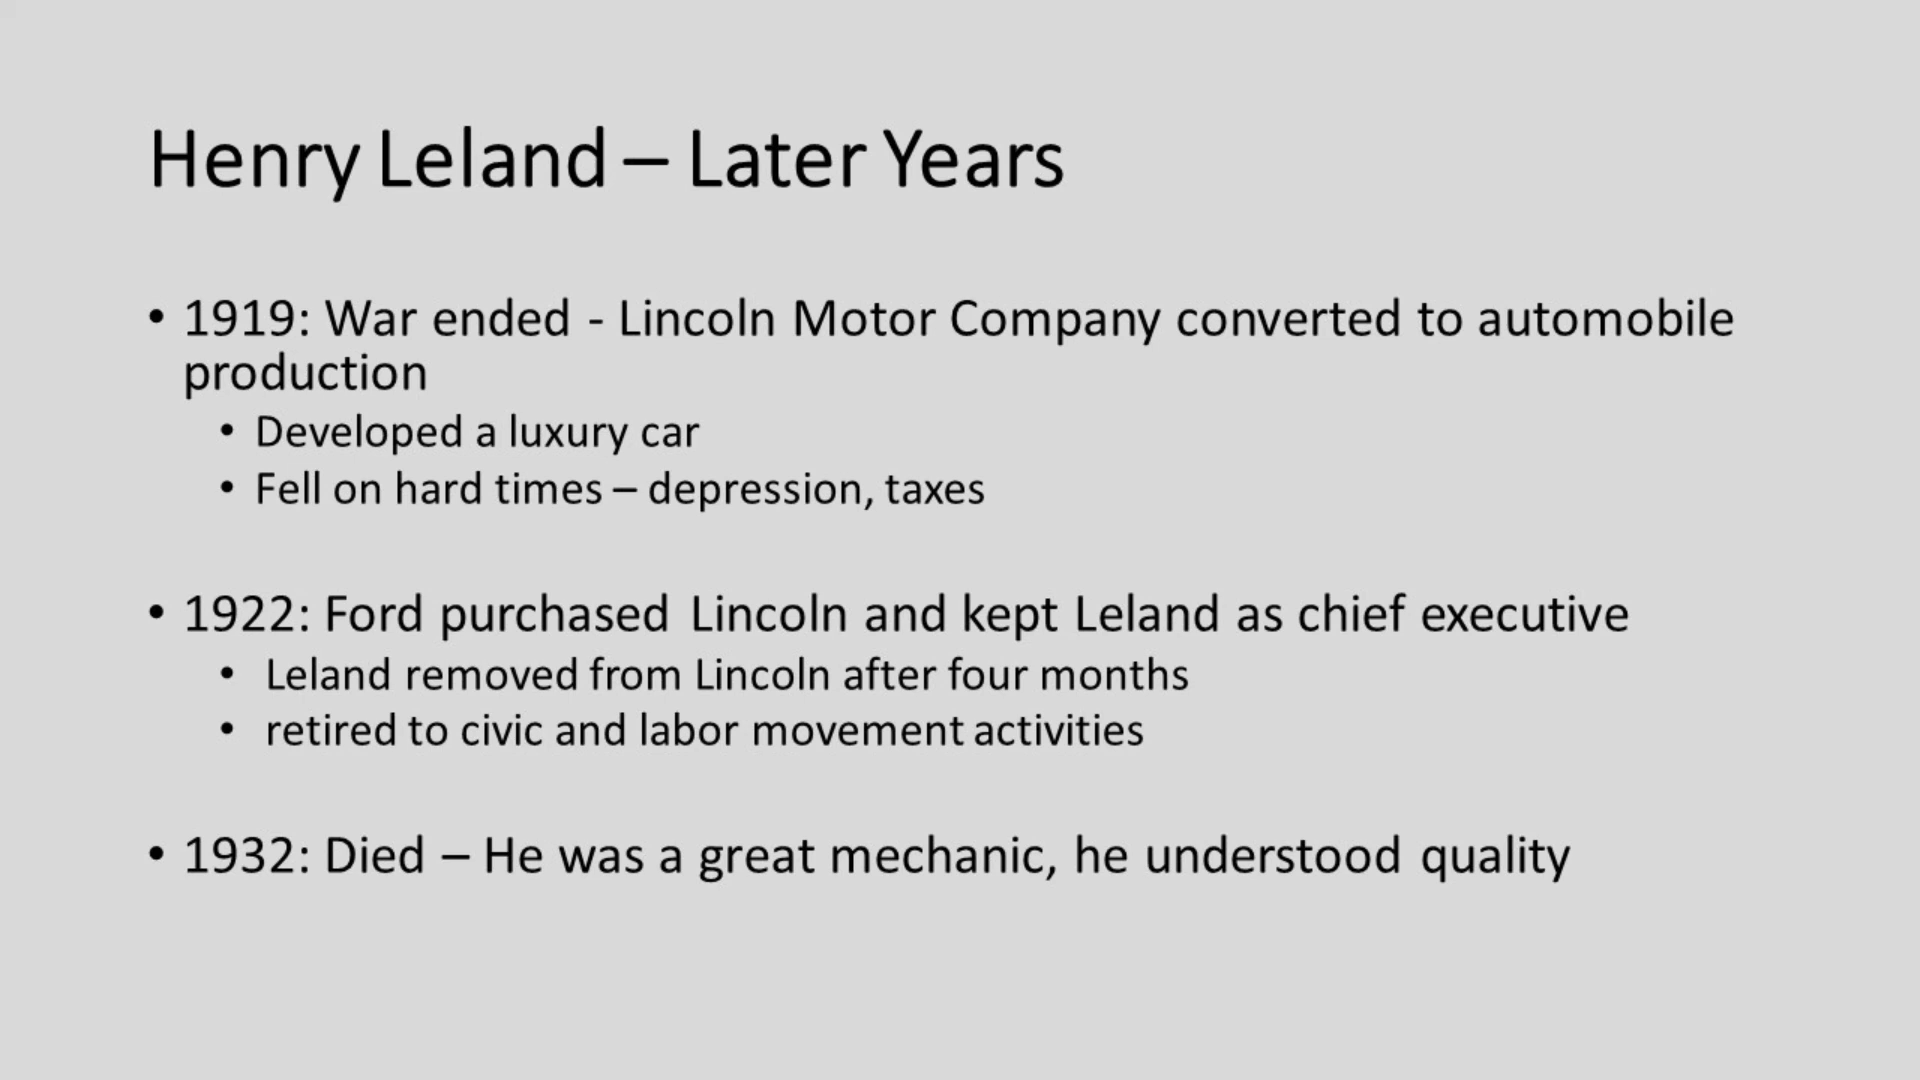 Henry Leland – Later Years
• 1919: War ended - Lincoln Motor Company converted to automobile
production
• Developed a luxury car
• Fell on hard times – depression, taxes
• 1922: Ford purchased Lincoln and kept Leland as chief executive
• Leland removed from Lincoln after four months
• retired to civic and labor movement activities
• 1932: Died – He was a great mechanic, he understood quality